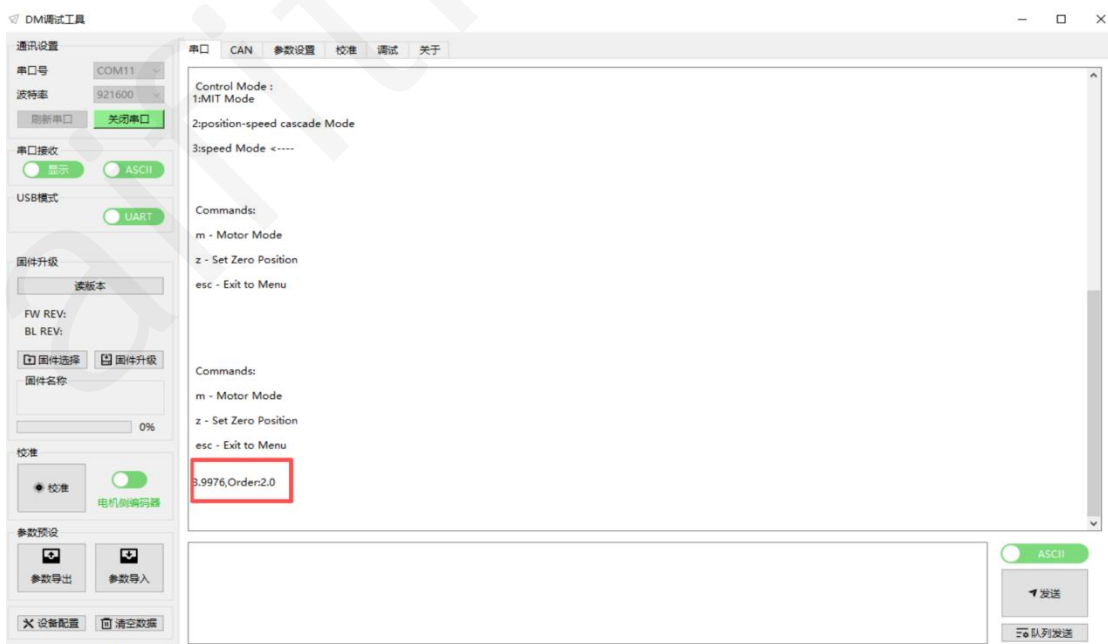 DM调试工具
通讯设置
串口号 COM11
波特率 921600
刷新串口 关闭串口
串口接收
显示 ASCII
USB模式
UART
固件升级
读版本
FW REV:
BL REV:
固件选择 固件升级
固件名称
0%
校准
校准
电机侧编码器
参数预设
参数导出 参数导入
设备配置 清空数据
串口 CAN 参数设置 校准 调试 关于
Control Mode :
1:MIT Mode
2:position-speed cascade Mode
3:speed Mode <----
Commands:
m - Motor Mode
z - Set Zero Position
esc - Exit to Menu
Commands:
m - Motor Mode
z - Set Zero Position
esc - Exit to Menu
3.9976,Order:2.0
ASCII
发送
队列发送